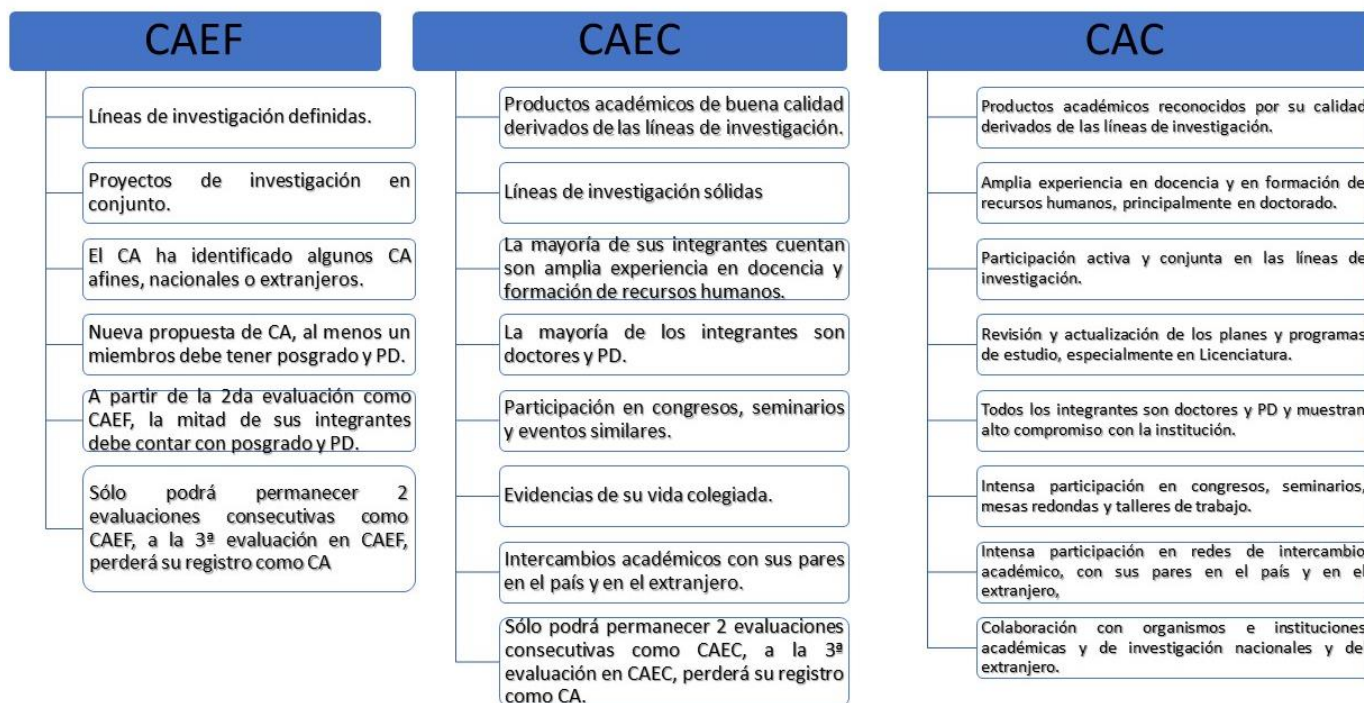 CAEF
Líneas de investigación definidas.
Proyectos de investigación en
conjunto.
El CA ha identificado algunos CA
afines, nacionales o extranjeros.
Nueva propuesta de CA, al menos un
miembros debe tener posgrado y PD.
A partir de la 2da evaluación como
CAEF, la mitad de sus integrantes
debe contar con posgrado y PD.
Sólo podrá permanecer 2
evaluaciones consecutivas como
CAEF, a la 3ª evaluación en CAEF,
perderá su registro como CA
CAEC
Productos académicos de buena calidad
derivados de las líneas de investigación.
Líneas de investigación sólidas
La mayoría de sus integrantes cuentan
son amplia experiencia en docencia y
formación de recursos humanos.
La mayoría de los integrantes son
doctores y PD.
Participación en congresos, seminarios
y eventos similares.
Evidencias de su vida colegiada.
Intercambios académicos con sus pares
en el país y en el extranjero.
Sólo podrá permanecer 2 evaluaciones
consecutivas como CAEC, a la 3ª
evaluación en CAEC, perderá su registro
como CA.
CAC
Productos académicos reconocidos por su calidad
derivados de las líneas de investigación.
Amplia experiencia en docencia y en formación de
recursos humanos, principalmente en doctorado.
Participación activa y conjunta en las líneas de
investigación.
Revisión y actualización de los planes y programas
de estudio, especialmente en Licenciatura.
Todos los integrantes son doctores y PD y muestran
alto compromiso con la institución.
Intensa participación en congresos, seminarios,
mesas redondas y talleres de trabajo.
Intensa participación en redes de intercambio
académico, con sus pares en el país y en el
extranjero,
Colaboración con organismos e instituciones
académicas y de investigación nacionales y de
extranjero.